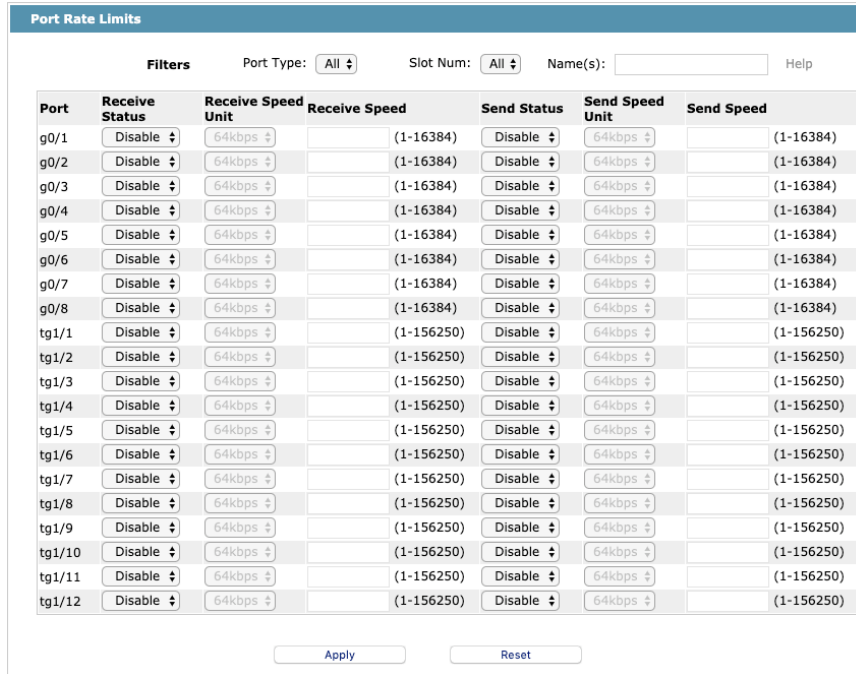 Port Rate Limits
Filters Port Type: All Slot Num: All Name(s): Help
Port Receive Status Receive Speed Unit Receive Speed Send Status Send Speed Unit Send Speed
g0/1 Disable 64kbps (1-16384) Disable 64kbps (1-16384)
g0/2 Disable 64kbps (1-16384) Disable 64kbps (1-16384)
g0/3 Disable 64kbps (1-16384) Disable 64kbps (1-16384)
g0/4 Disable 64kbps (1-16384) Disable 64kbps (1-16384)
g0/5 Disable 64kbps (1-16384) Disable 64kbps (1-16384)
g0/6 Disable 64kbps (1-16384) Disable 64kbps (1-16384)
g0/7 Disable 64kbps (1-16384) Disable 64kbps (1-16384)
g0/8 Disable 64kbps (1-16384) Disable 64kbps (1-16384)
tg1/1 Disable 64kbps (1-156250) Disable 64kbps (1-156250)
tg1/2 Disable 64kbps (1-156250) Disable 64kbps (1-156250)
tg1/3 Disable 64kbps (1-156250) Disable 64kbps (1-156250)
tg1/4 Disable 64kbps (1-156250) Disable 64kbps (1-156250)
tg1/5 Disable 64kbps (1-156250) Disable 64kbps (1-156250)
tg1/6 Disable 64kbps (1-156250) Disable 64kbps (1-156250)
tg1/7 Disable 64kbps (1-156250) Disable 64kbps (1-156250)
tg1/8 Disable 64kbps (1-156250) Disable 64kbps (1-156250)
tg1/9 Disable 64kbps (1-156250) Disable 64kbps (1-156250)
tg1/10 Disable 64kbps (1-156250) Disable 64kbps (1-156250)
tg1/11 Disable 64kbps (1-156250) Disable 64kbps (1-156250)
tg1/12 Disable 64kbps (1-156250) Disable 64kbps (1-156250)
Apply Reset